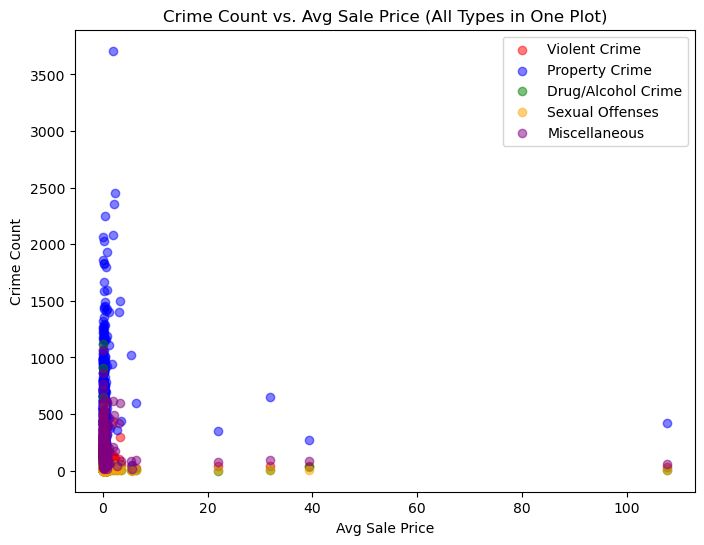 Crime Count vs. Avg Sale Price (All Types in One Plot)
Violent Crime
Property Crime
Drug/Alcohol Crime
Sexual Offenses
Miscellaneous
3500
3000
2500
2000
1500
1000
500
0
Crime Count
0 20 40 60 80 100
Avg Sale Price